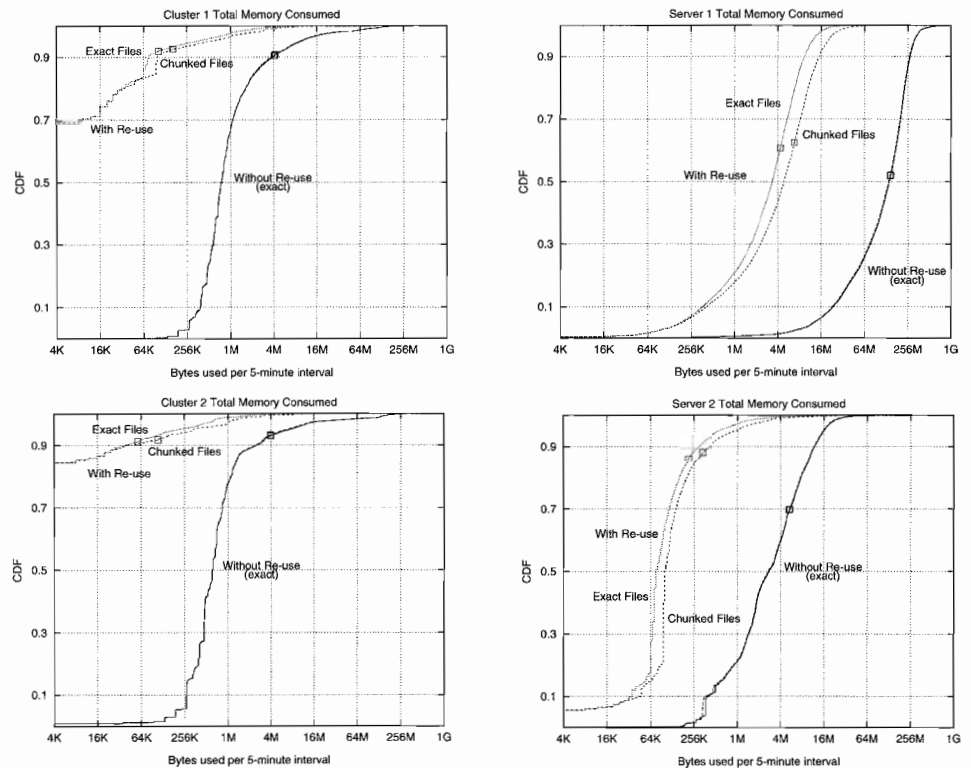 Cluster 1 Total Memory Consumed
0.9
0.7
0.5
0.3
0.1
CDF
Exact Files
Chunked Files
With Re-use
Without Re-use
(exact)
4K 16K 64K 256K 1M 4M 16M 64M 256M 1G
Bytes used per 5-minute interval
Server 1 Total Memory Consumed
0.9
0.7
0.5
0.3
0.1
CDF
Exact Files
Chunked Files
With Re-use
Without Re-use
(exact)
4K 16K 64K 256K 1M 4M 16M 64M 256M 1G
Bytes used per 5-minute interval
Cluster 2 Total Memory Consumed
0.9
0.7
0.5
0.3
0.1
CDF
Exact Files
Chunked Files
With Re-use
Without Re-use
(exact)
4K 16K 64K 256K 1M 4M 16M 64M 256M 1G
Bytes used per 5-minute interval
Server 2 Total Memory Consumed
0.9
0.7
0.5
0.3
0.1
CDF
With Re-use
Without Re-use
(exact)
Exact Files
Chunked Files
4K 16K 64K 256K 1M 4M 16M 64M 256M 1G
Bytes used per 5-minute interval